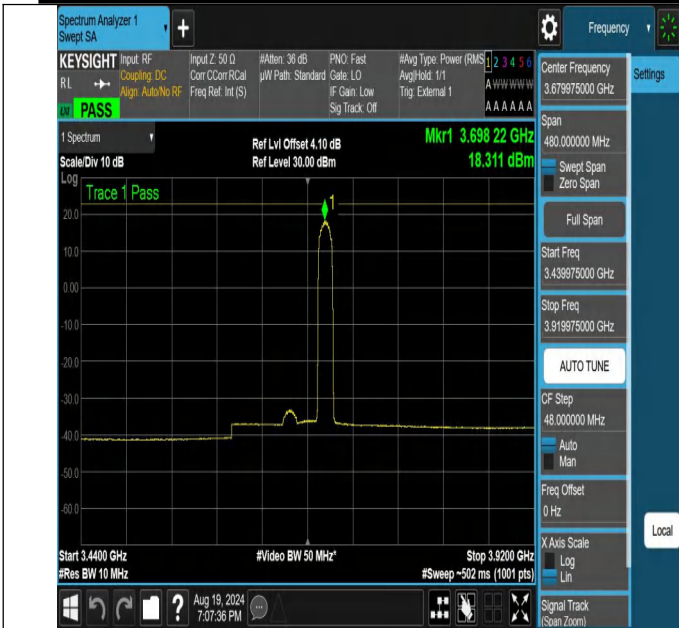 Spectrum Analyzer 1
Swept SA
+
Frequency
KEYSIGHT
RL
PASS
Input: RF
Coupling: DC
Align: Auto/No RF
Input Z: 50 Ω
Corr CCorr RCal
Freq Ref: Int (S)
#Atten: 36 dB
µW Path: Standard
PNO: Fast
Gate: LO
IF Gain: Low
Sig Track: Off
#Avg Type: Power (RMS
Avg|Hold: 1/1
Trig: External 1
1 2 3 4 5 6
A W W W W W
A A A A A A
1 Spectrum
Scale/Div 10 dB
Ref Lvl Offset 4.10 dB
Ref Level 30.00 dBm
Mkr1 3.698 22 GHz
18.311 dBm
Log
Trace 1 Pass
1
20.0
10.0
0.00
-10.0
-20.0
-30.0
-40.0
-50.0
-60.0
Start 3.4400 GHz
#Res BW 10 MHz
#Video BW 50 MHz*
Stop 3.9200 GHz
#Sweep ~502 ms (1001 pts)
?
Aug 19, 2024
7:07:36 PM
Center Frequency
3.679975000 GHz
Settings
Span
480.000000 MHz
Swept Span
Zero Span
Full Span
Start Freq
3.439975000 GHz
Stop Freq
3.919975000 GHz
AUTO TUNE
CF Step
48.000000 MHz
Auto
Man
Freq Offset
0 Hz
X Axis Scale
Log
Lin
Local
Signal Track
(Span Zoom)